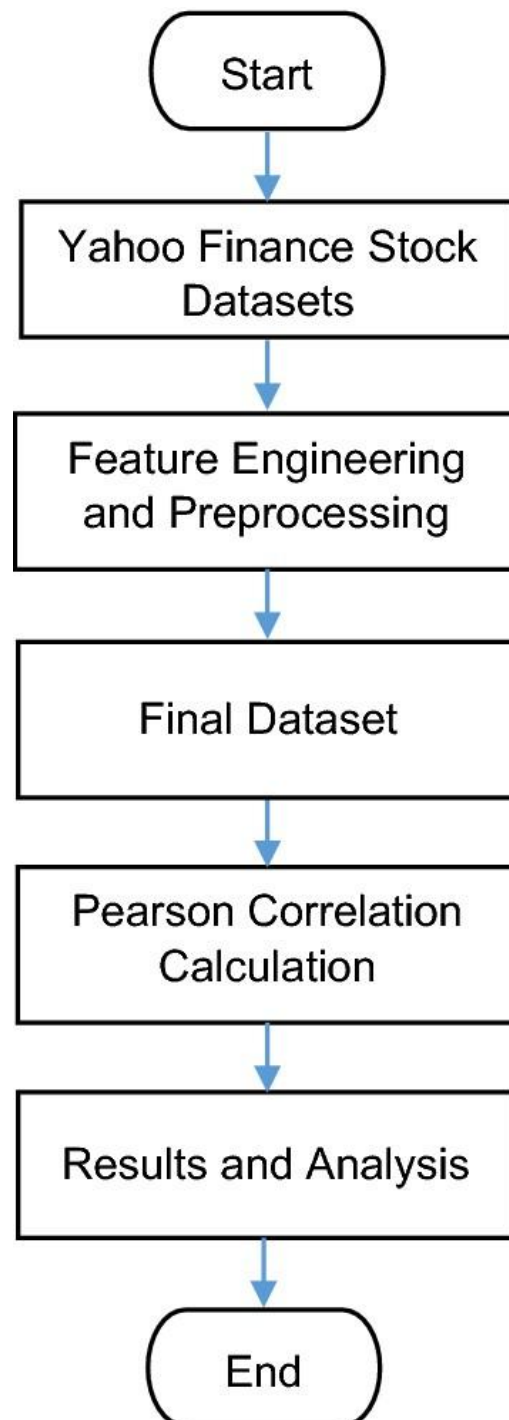 Start
Yahoo Finance Stock
Datasets
Feature Engineering
and Preprocessing
Final Dataset
Pearson Correlation
Calculation
Results and Analysis
End